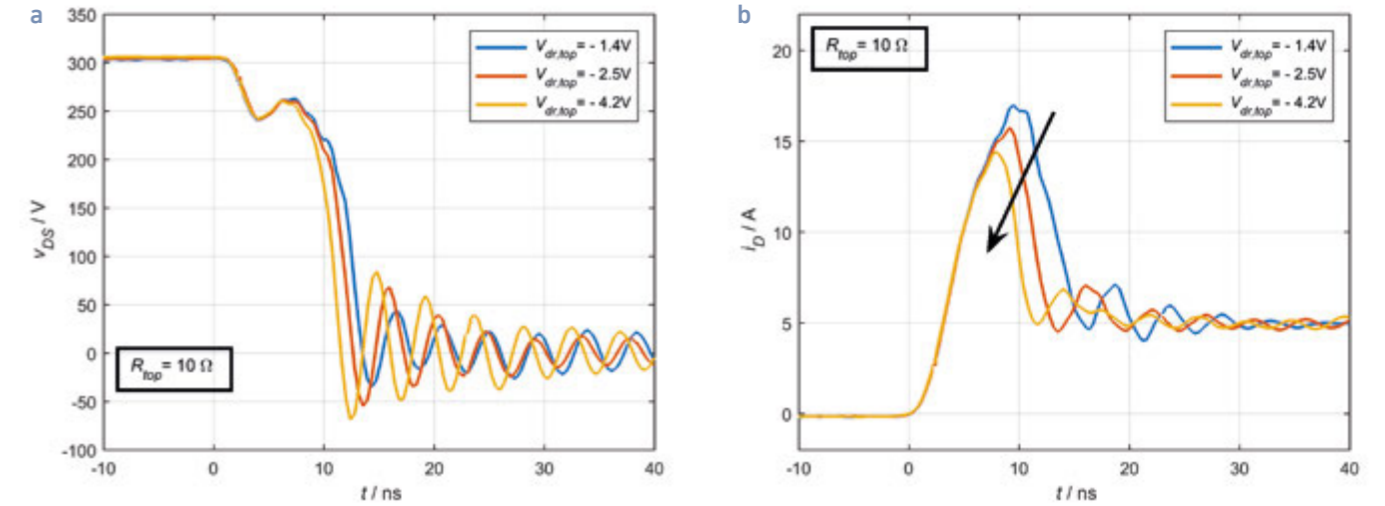 a
350
300
250
200
150
100
50
0
-50
-100
v_DS / V
-10 0 10 20 30 40
t / ns
V_dr,top = - 1.4V
V_dr,top = - 2.5V
V_dr,top = - 4.2V
R_top = 10 Ω
b
20
15
10
5
0
i_D / A
-10 0 10 20 30 40
t / ns
R_top = 10 Ω
V_dr,top = - 1.4V
V_dr,top = - 2.5V
V_dr,top = - 4.2V